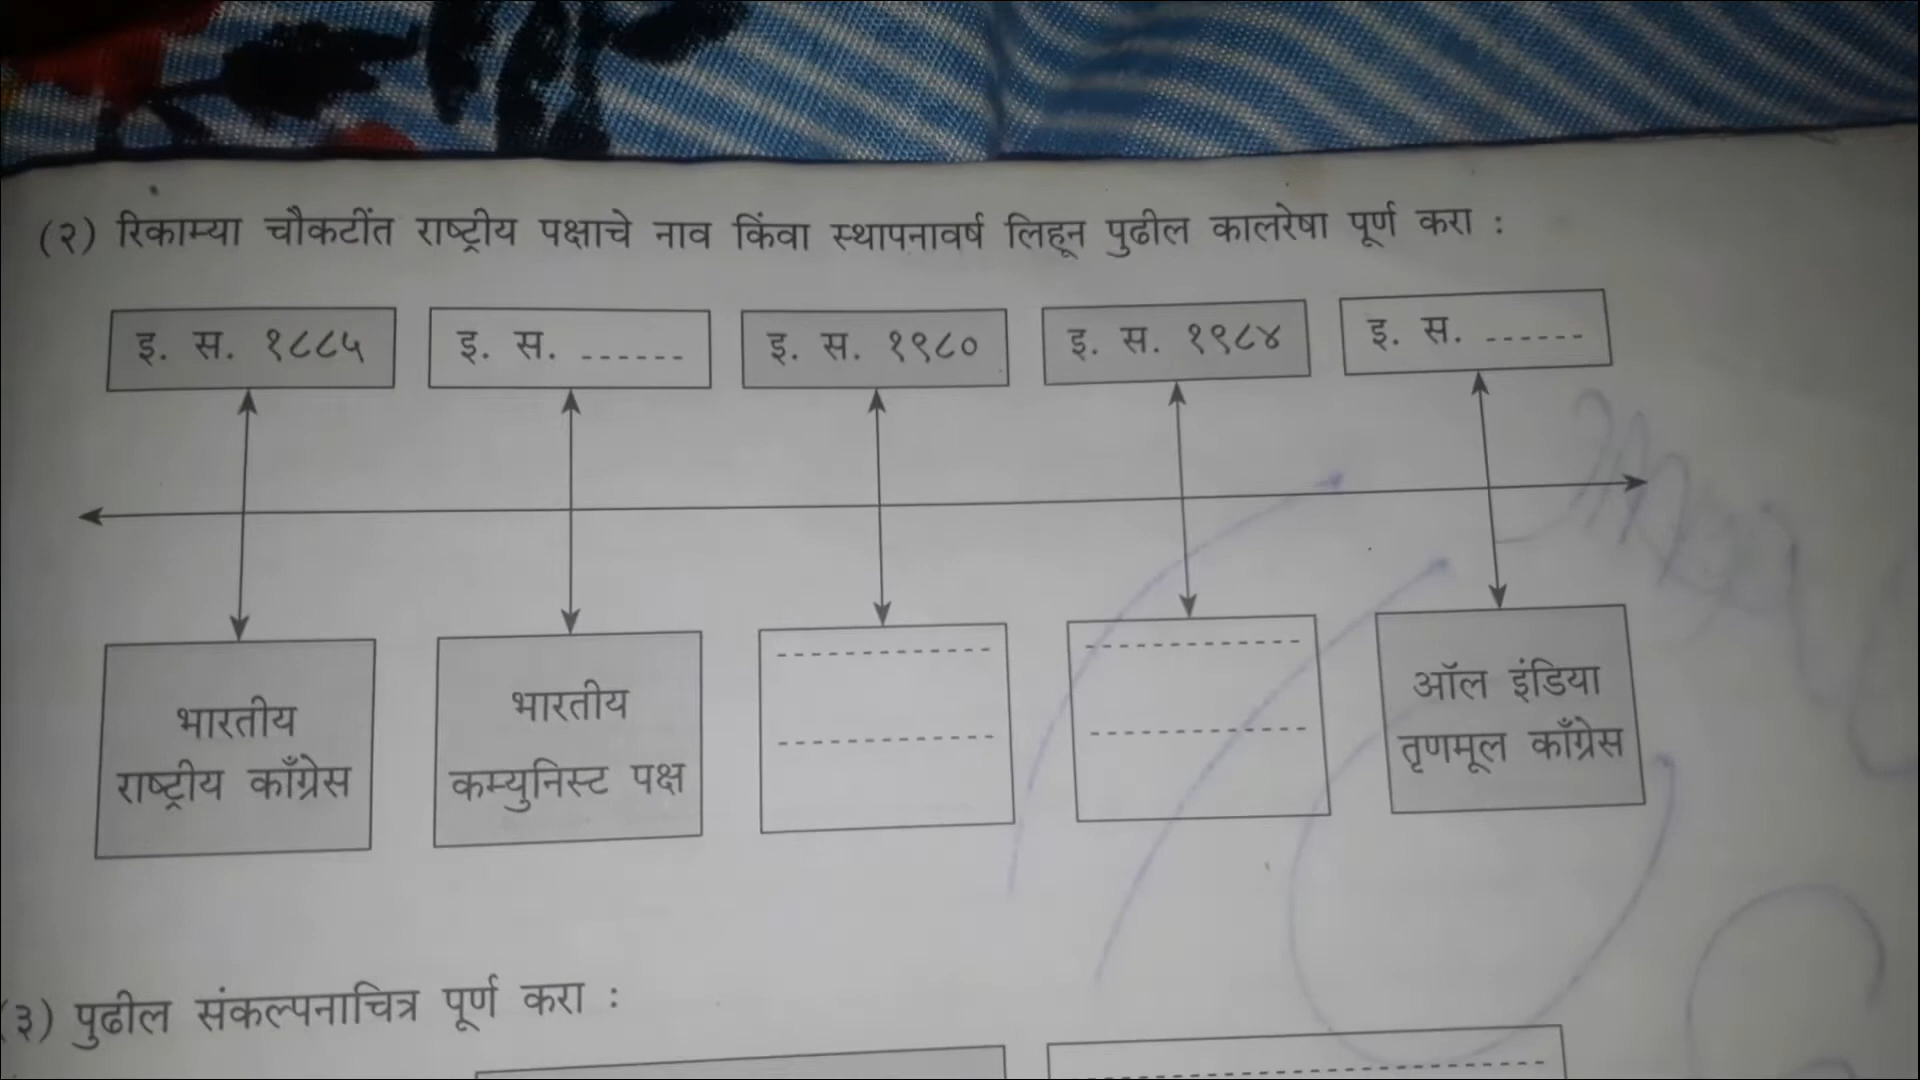 (२) रिकाम्या चौकटींत राष्ट्रीय पक्षाचे नाव किंवा स्थापनावर्ष लिहून पुढील कालरेषा पूर्ण करा :
इ. स. १८८५
इ. स. ------
इ. स. १९८०
इ. स. १९८४
इ. स. ------
भारतीय
राष्ट्रीय काँग्रेस
भारतीय
कम्युनिस्ट पक्ष
ऑल इंडिया
तृणमूल काँग्रेस
(३) पुढील संकल्पनाचित्र पूर्ण करा :